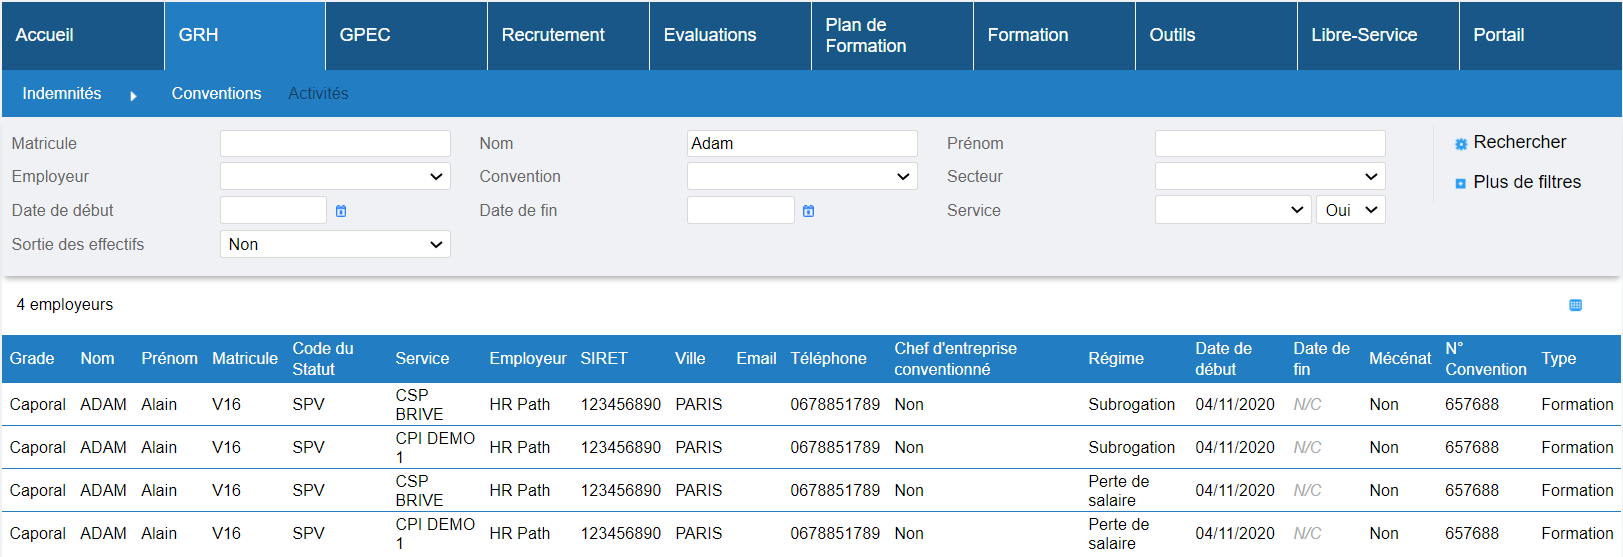 Accueil GRH GPEC Recrutement Evaluations Plan de Formation Formation Outils Libre-Service Portail
Indemnités Conventions Activités
Matricule Nom Adam Prénom Rechercher
Employeur Convention Secteur Plus de filtres
Date de début Date de fin Service Oui
Sortie des effectifs Non
4 employeurs
Grade Nom Prénom Matricule Code du Statut Service Employeur SIRET Ville Email Téléphone Chef d'entreprise conventionné Régime Date de début Date de fin Mécénat N° Convention Type
Caporal ADAM Alain V16 SPV CSP BRIVE HR Path 123456890 PARIS 0678851789 Non Subrogation 04/11/2020 N/C Non 657688 Formation
Caporal ADAM Alain V16 SPV CPI DEMO 1 HR Path 123456890 PARIS 0678851789 Non Subrogation 04/11/2020 N/C Non 657688 Formation
Caporal ADAM Alain V16 SPV CSP BRIVE HR Path 123456890 PARIS 0678851789 Non Perte de salaire 04/11/2020 N/C Non 657688 Formation
Caporal ADAM Alain V16 SPV CPI DEMO 1 HR Path 123456890 PARIS 0678851789 Non Perte de salaire 04/11/2020 N/C Non 657688 Formation